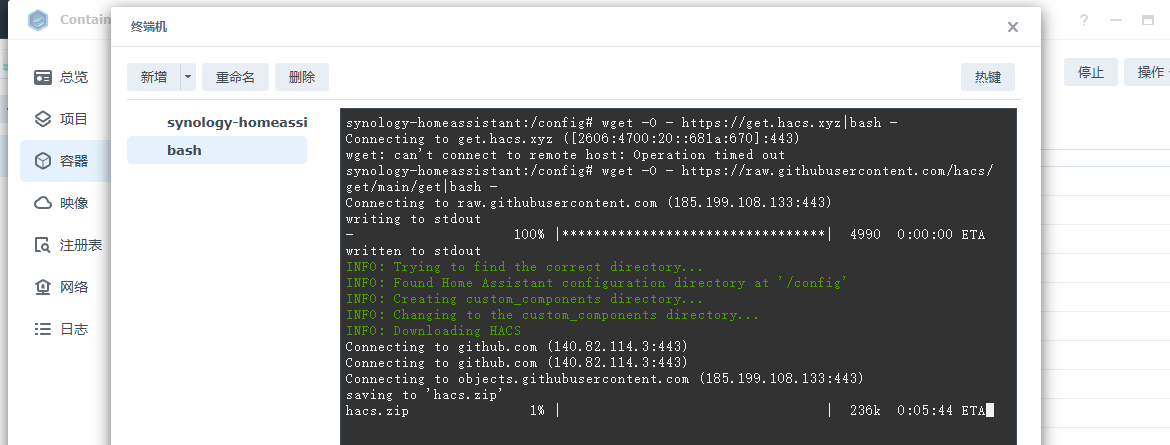 Contain
终端机
新增
重命名
删除
热键
停止
操作
总览
项目
容器
映像
注册表
网络
日志
synology-homeassi
bash
synology-homeassistant:/config# wget -O - https://get.hacs.xyz|bash -
Connecting to get.hacs.xyz ([2606:4700:20::681a:670]:443)
wget: can't connect to remote host: Operation timed out
synology-homeassistant:/config# wget -O - https://raw.githubusercontent.com/hacs/
get/main/get|bash -
Connecting to raw.githubusercontent.com (185.199.108.133:443)
writing to stdout
- 100% |********************************| 4990 0:00:00 ETA
written to stdout
INFO: Trying to find the correct directory...
INFO: Found Home Assistant configuration directory at '/config'
INFO: Creating custom_components directory...
INFO: Changing to the custom_components directory...
INFO: Downloading HACS
Connecting to github.com (140.82.114.3:443)
Connecting to github.com (140.82.114.3:443)
Connecting to objects.githubusercontent.com (185.199.108.133:443)
saving to 'hacs.zip'
hacs.zip 1% | | 236k 0:05:44 ETA